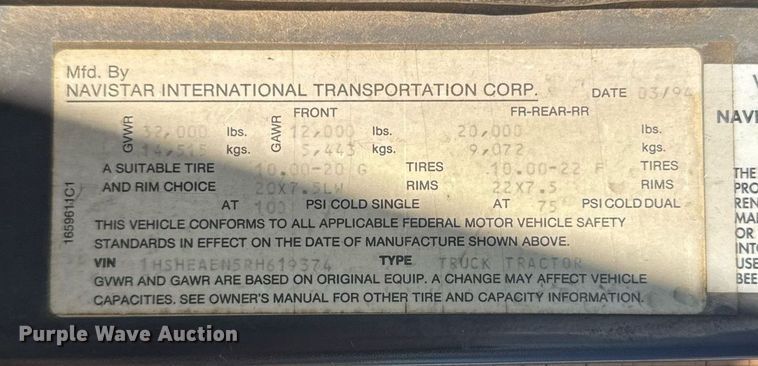 Mfd. By
NAVISTAR INTERNATIONAL TRANSPORTATION CORP. DATE 03/94
FRONT FR-REAR-RR
GVWR 32,000 lbs. GAWR 12,000 lbs. 20,000 lbs.
14,515 kgs. 5,443 kgs. 9,072 kgs.
A SUITABLE TIRE 10.00-20 G TIRES 10.00-22 F TIRES
AND RIM CHOICE 20X7.5LW RIMS 22X7.5 RIMS
AT PSI COLD SINGLE AT 75 PSI COLD DUAL
THIS VEHICLE CONFORMS TO ALL APPLICABLE FEDERAL MOTOR VEHICLE SAFETY
STANDARDS IN EFFECT ON THE DATE OF MANUFACTURE SHOWN ABOVE.
VIN 1HSHEAEN5RH619374 TYPE TRUCK TRACTOR
GVWR AND GAWR ARE BASED ON ORIGINAL EQUIP. A CHANGE MAY AFFECT VEHICLE
CAPACITIES. SEE OWNER'S MANUAL FOR OTHER TIRE AND CAPACITY INFORMATION.
1659611C1
NAVI
THE
PRO
REN
MAI
OR
INT
USE
BEE
Purple Wave Auction